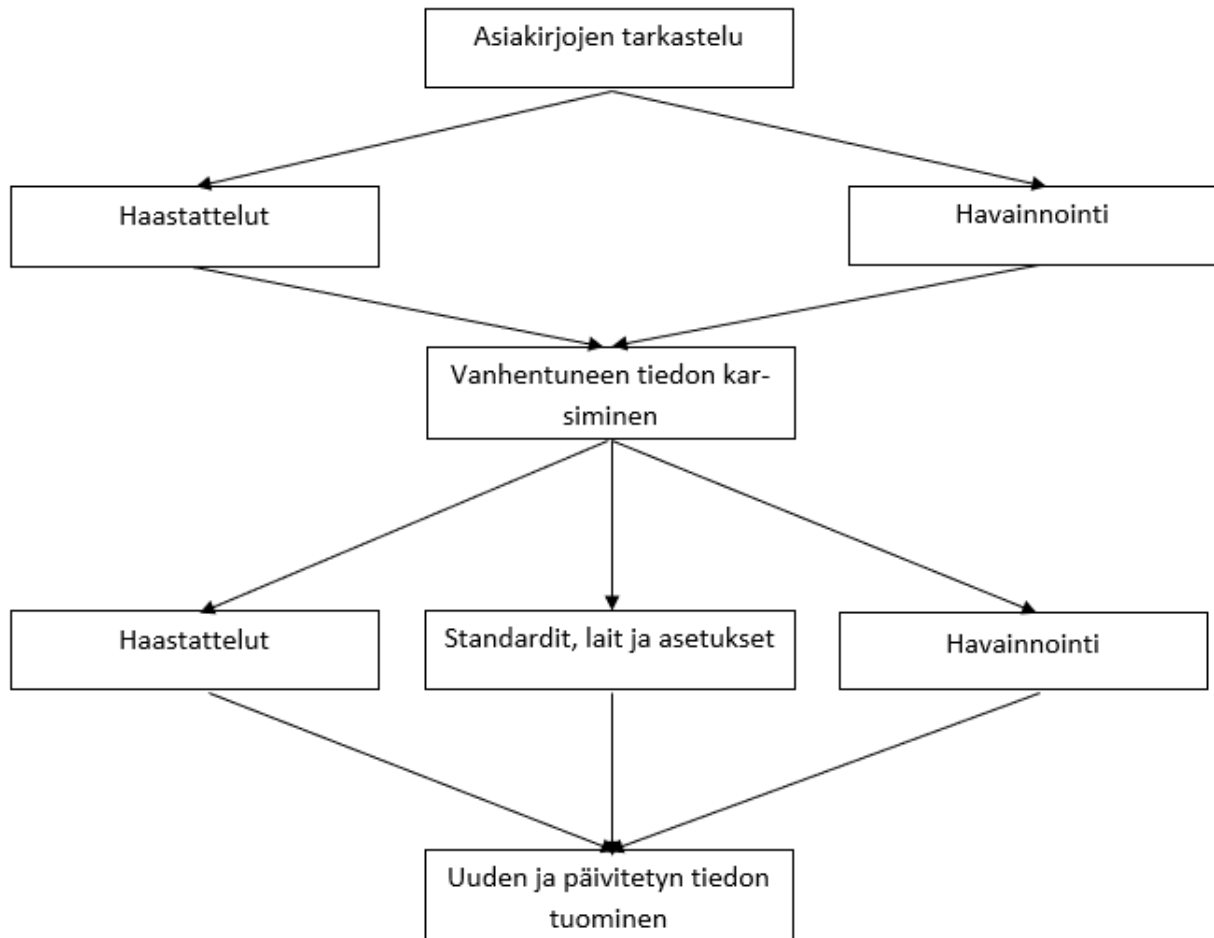 Asiakirjojen tarkastelu
Haastattelut
Havainnointi
Vanhentuneen tiedon kar-
siminen
Haastattelut
Standardit, lait ja asetukset
Havainnointi
Uuden ja päivitetyn tiedon
tuominen